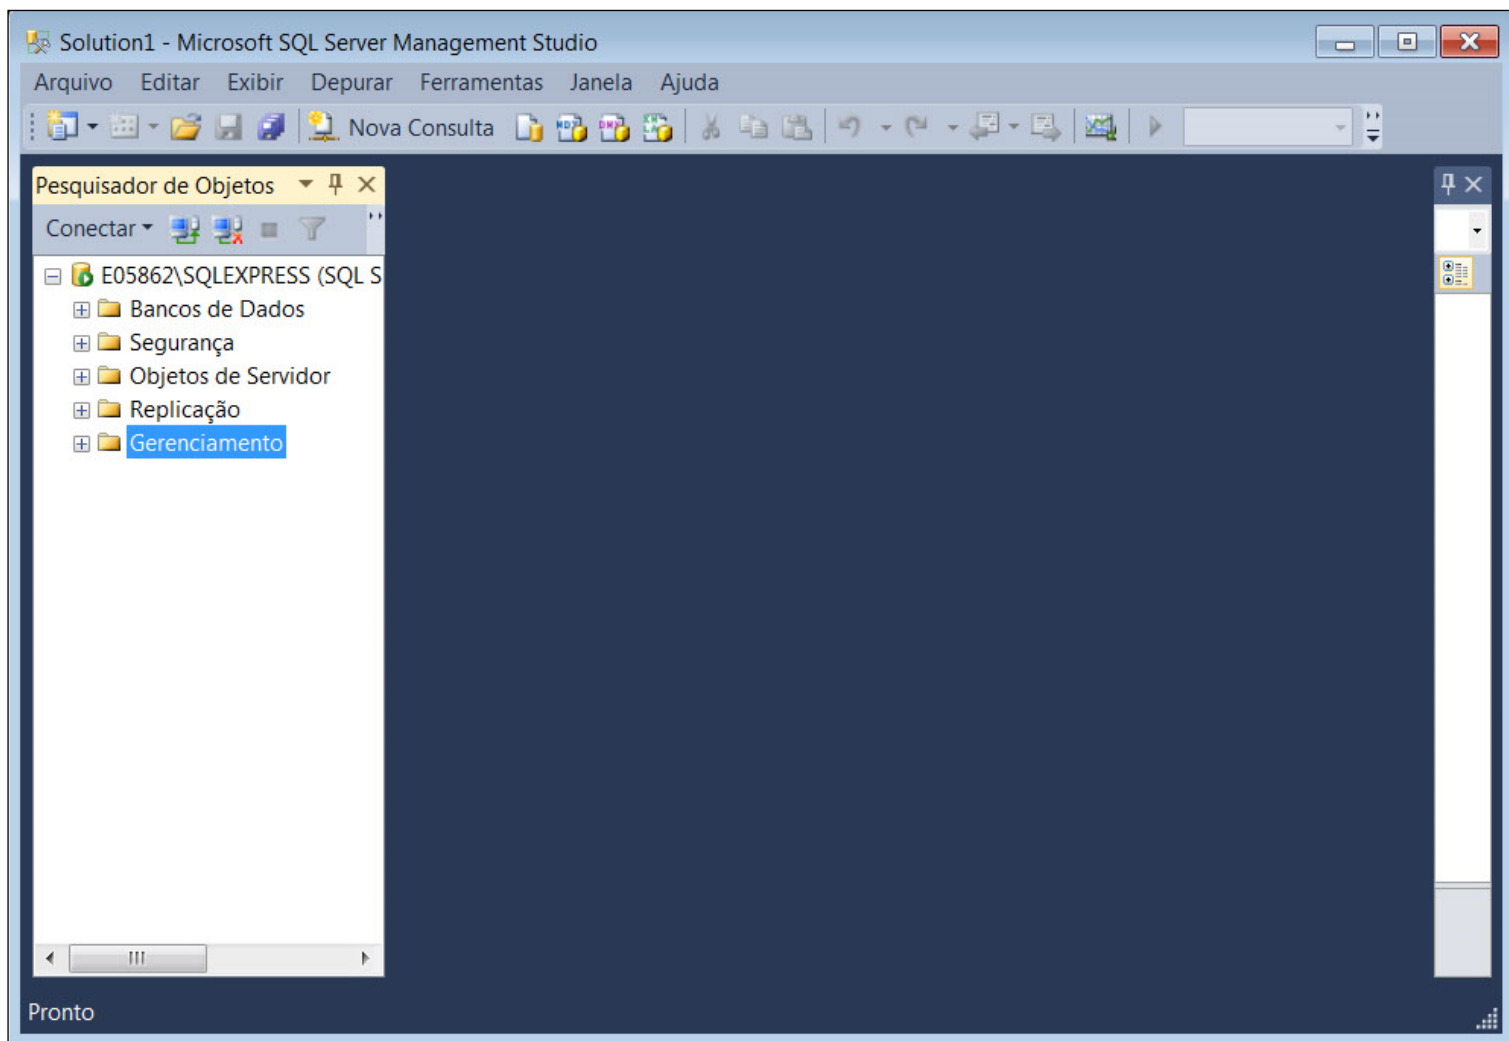 Solution1 - Microsoft SQL Server Management Studio
Arquivo Editar Exibir Depurar Ferramentas Janela Ajuda
Nova Consulta
Pesquisador de Objetos
Conectar
E05862\SQLEXPRESS (SQL S
Bancos de Dados
Segurança
Objetos de Servidor
Replicação
Gerenciamento
Pronto